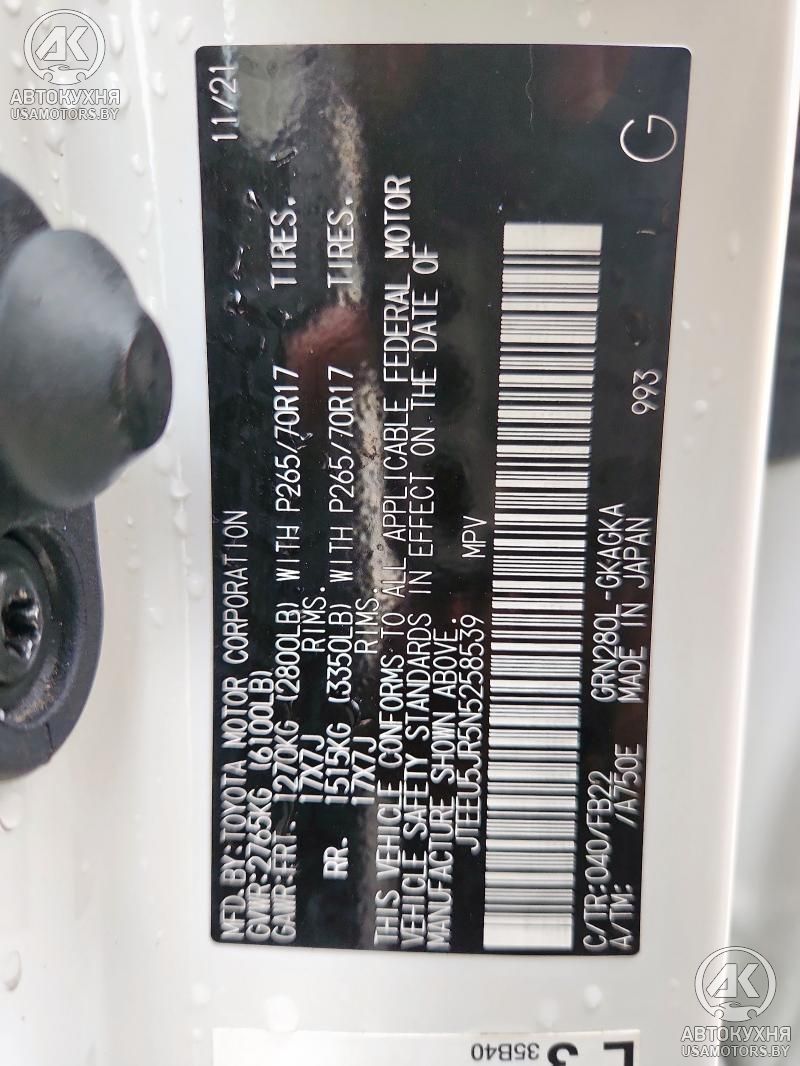 АК
АВТОКУХНЯ
USAMOTORS.BY
MFD. BY: TOYOTA MOTOR CORPORATION 11/21
GVWR: 2765KG (6100LB)
GAWR: FRT. 1270KG (2800LB) WITH P265/70R17 TIRES.
17X7J RIMS.
RR. 1515KG (3350LB) WITH P265/70R17 TIRES.
17X7J RIMS.
THIS VEHICLE CONFORMS TO ALL APPLICABLE FEDERAL MOTOR
VEHICLE SAFETY STANDARDS IN EFFECT ON THE DATE OF
MANUFACTURE SHOWN ABOVE.
JTEEU5JR5N5258539 MPV
C/TR: 040/FB22 GRN280L-GKAGKA 993 G
A/TM: /A750E MADE IN JAPAN
35B40
АК
АВТОКУХНЯ
USAMOTORS.BY